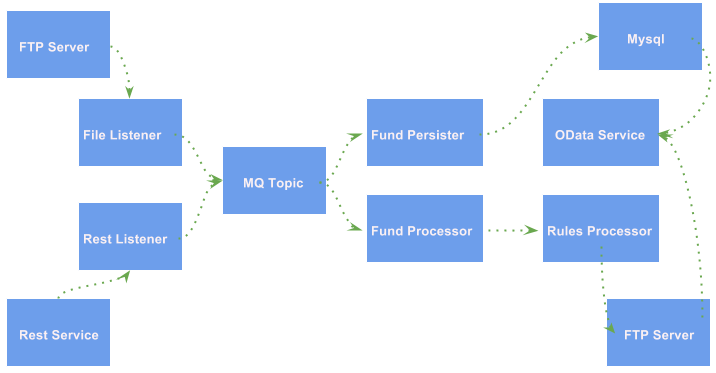 FTP Server
Mysql
File Listener
Fund Persister
OData Service
MQ Topic
Rest Listener
Fund Processor
Rules Processor
Rest Service
FTP Server